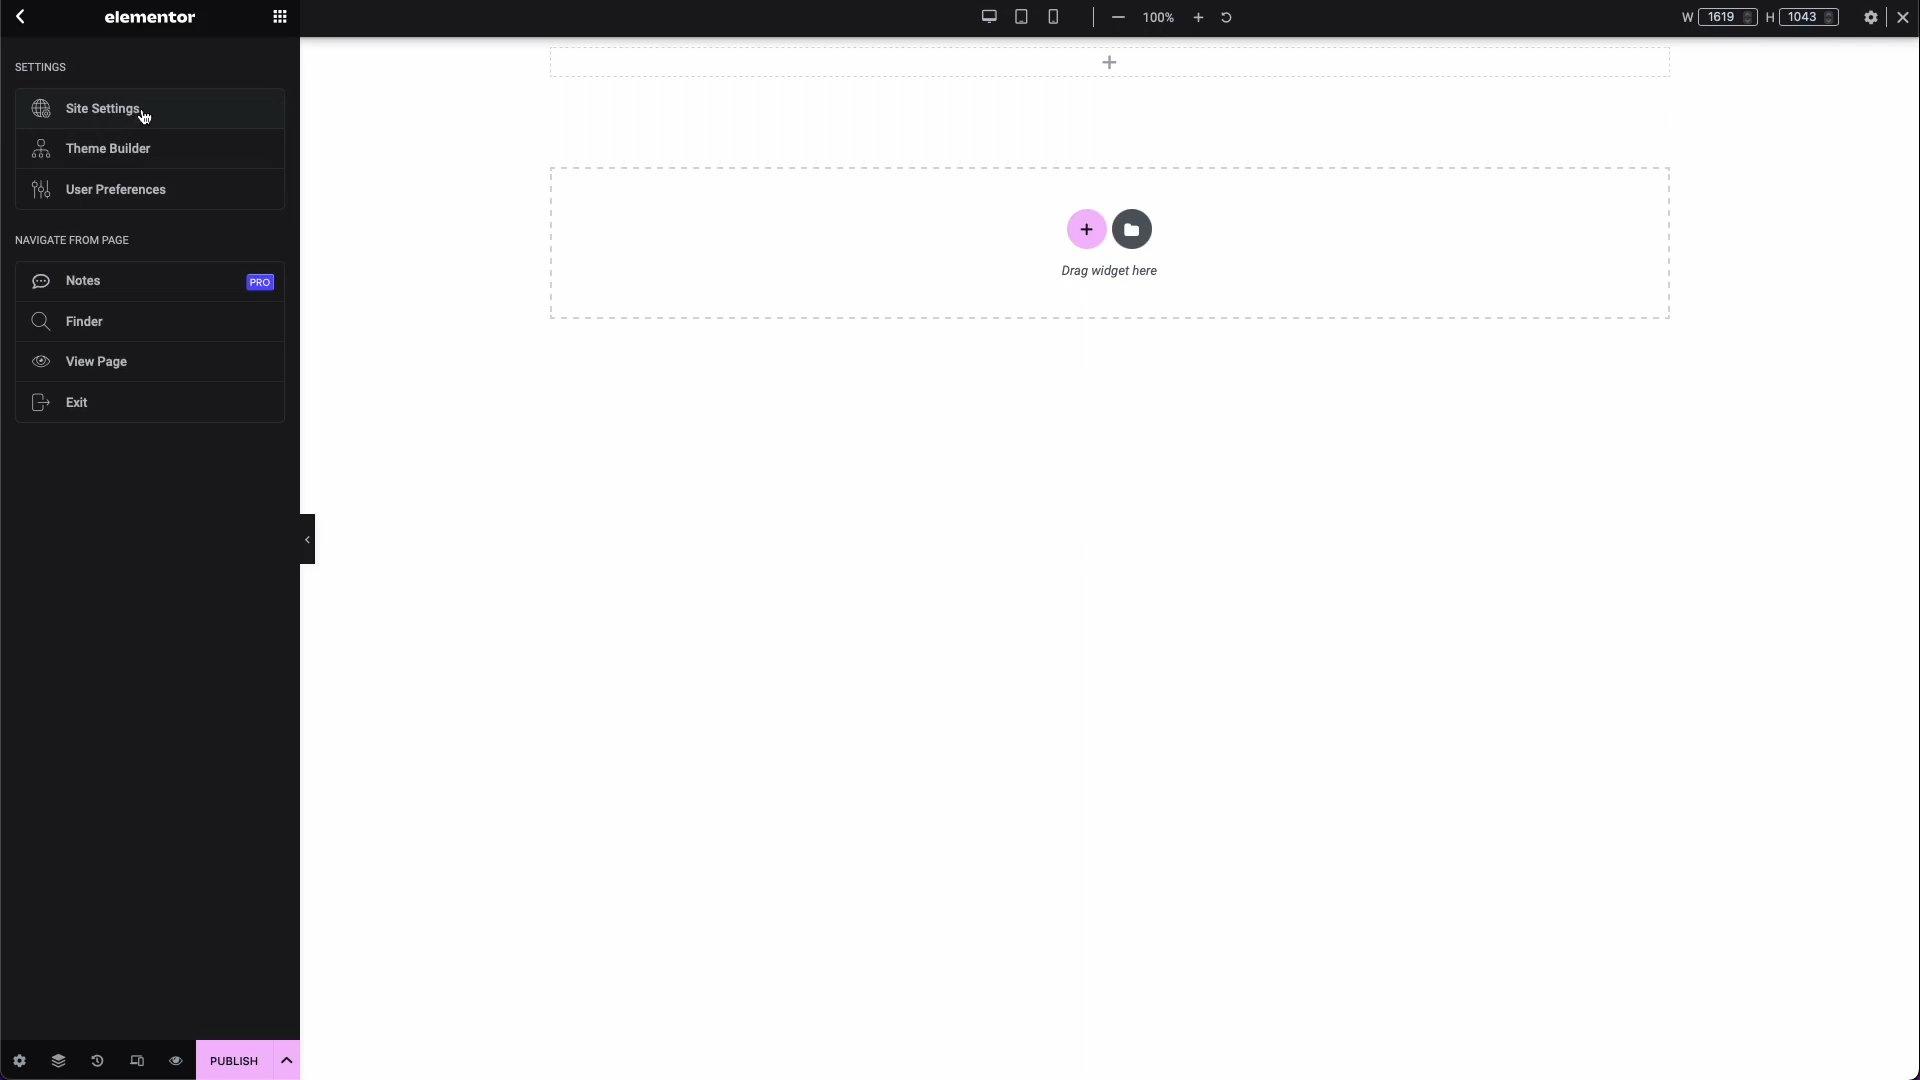 elementor
100%
W 1619 H 1043
SETTINGS
Site Settings
Theme Builder
User Preferences
NAVIGATE FROM PAGE
Notes PRO
Finder
View Page
Exit
Drag widget here
PUBLISH